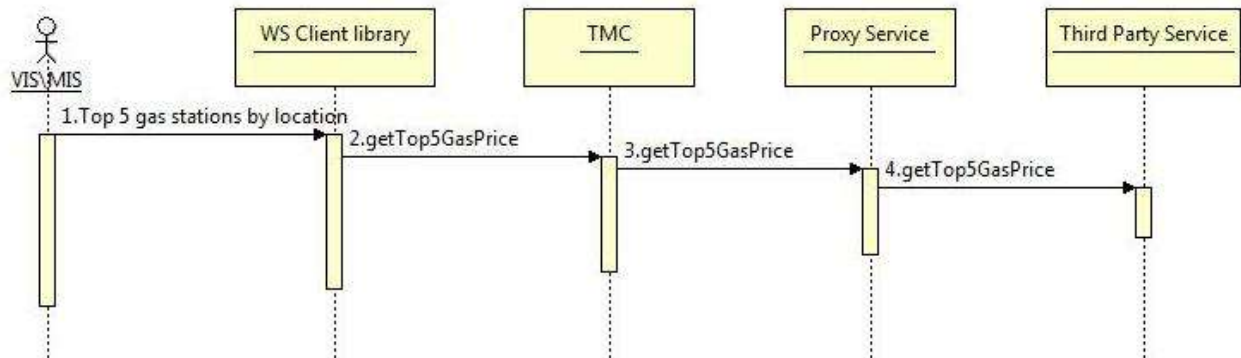 WS Client library
TMC
Proxy Service
Third Party Service
VIS\MIS
1.Top 5 gas stations by location
2.getTop5GasPrice
3.getTop5GasPrice
4.getTop5GasPrice